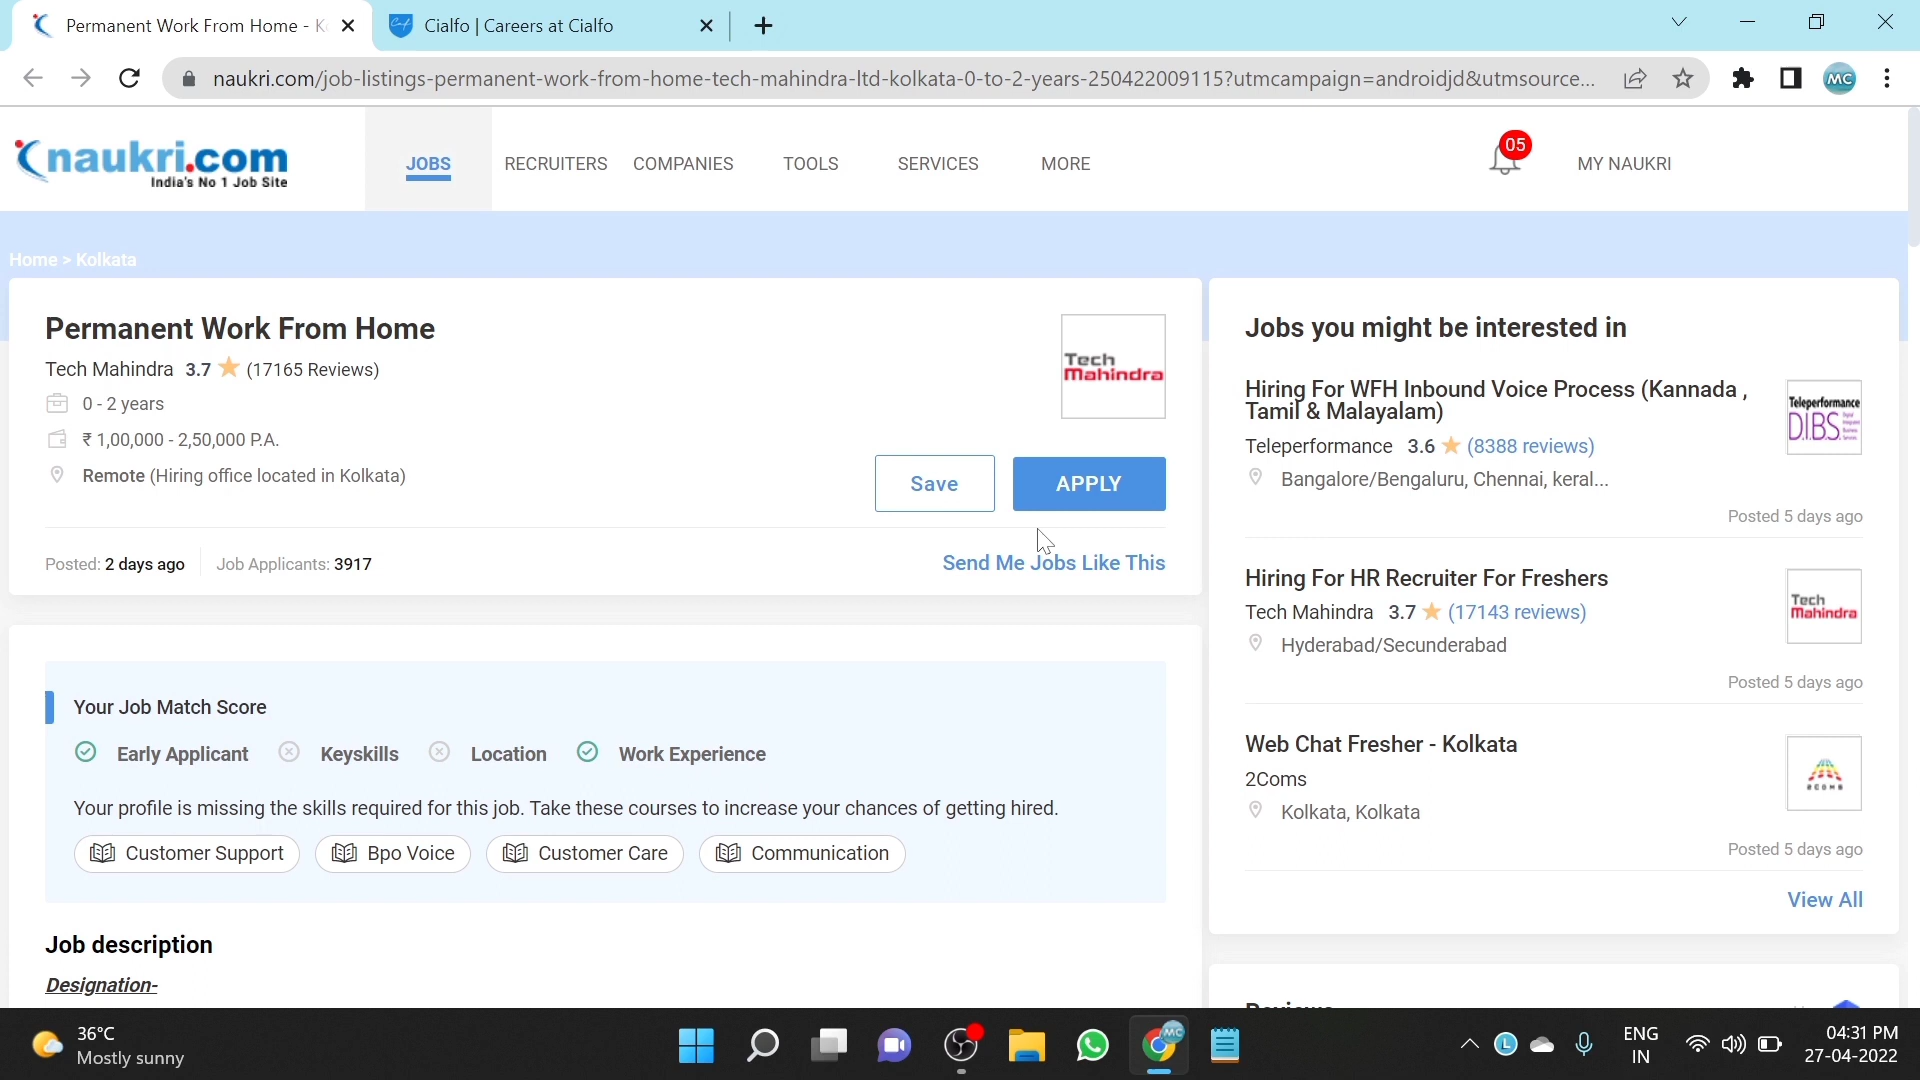 Permanent Work From Home - K
Cialfo | Careers at Cialfo
naukri.com/job-listings-permanent-work-from-home-tech-mahindra-ltd-kolkata-0-to-2-years-250422009115?utmcampaign=androidjd&utmsource...
MC
naukri.com
India's No 1 Job Site
JOBS
RECRUITERS
COMPANIES
TOOLS
SERVICES
MORE
05
MY NAUKRI
Home > Kolkata
Permanent Work From Home
Tech Mahindra 3.7 (17165 Reviews)
0 - 2 years
₹ 1,00,000 - 2,50,000 P.A.
Remote (Hiring office located in Kolkata)
Tech
Mahindra
Save
APPLY
Posted: 2 days ago
Job Applicants: 3917
Send Me Jobs Like This
Your Job Match Score
Early Applicant
Keyskills
Location
Work Experience
Your profile is missing the skills required for this job. Take these courses to increase your chances of getting hired.
Customer Support
Bpo Voice
Customer Care
Communication
Job description
Designation-
Jobs you might be interested in
Hiring For WFH Inbound Voice Process (Kannada ,
Tamil & Malayalam)
Teleperformance 3.6 (8388 reviews)
Bangalore/Bengaluru, Chennai, keral...
Teleperformance
D.I.B.S.
Posted 5 days ago
Hiring For HR Recruiter For Freshers
Tech Mahindra 3.7 (17143 reviews)
Hyderabad/Secunderabad
Tech
Mahindra
Posted 5 days ago
Web Chat Fresher - Kolkata
2Coms
Kolkata, Kolkata
2COMS
Posted 5 days ago
View All
Reviews
36°C
Mostly sunny
MC
L
ENG
IN
04:31 PM
27-04-2022